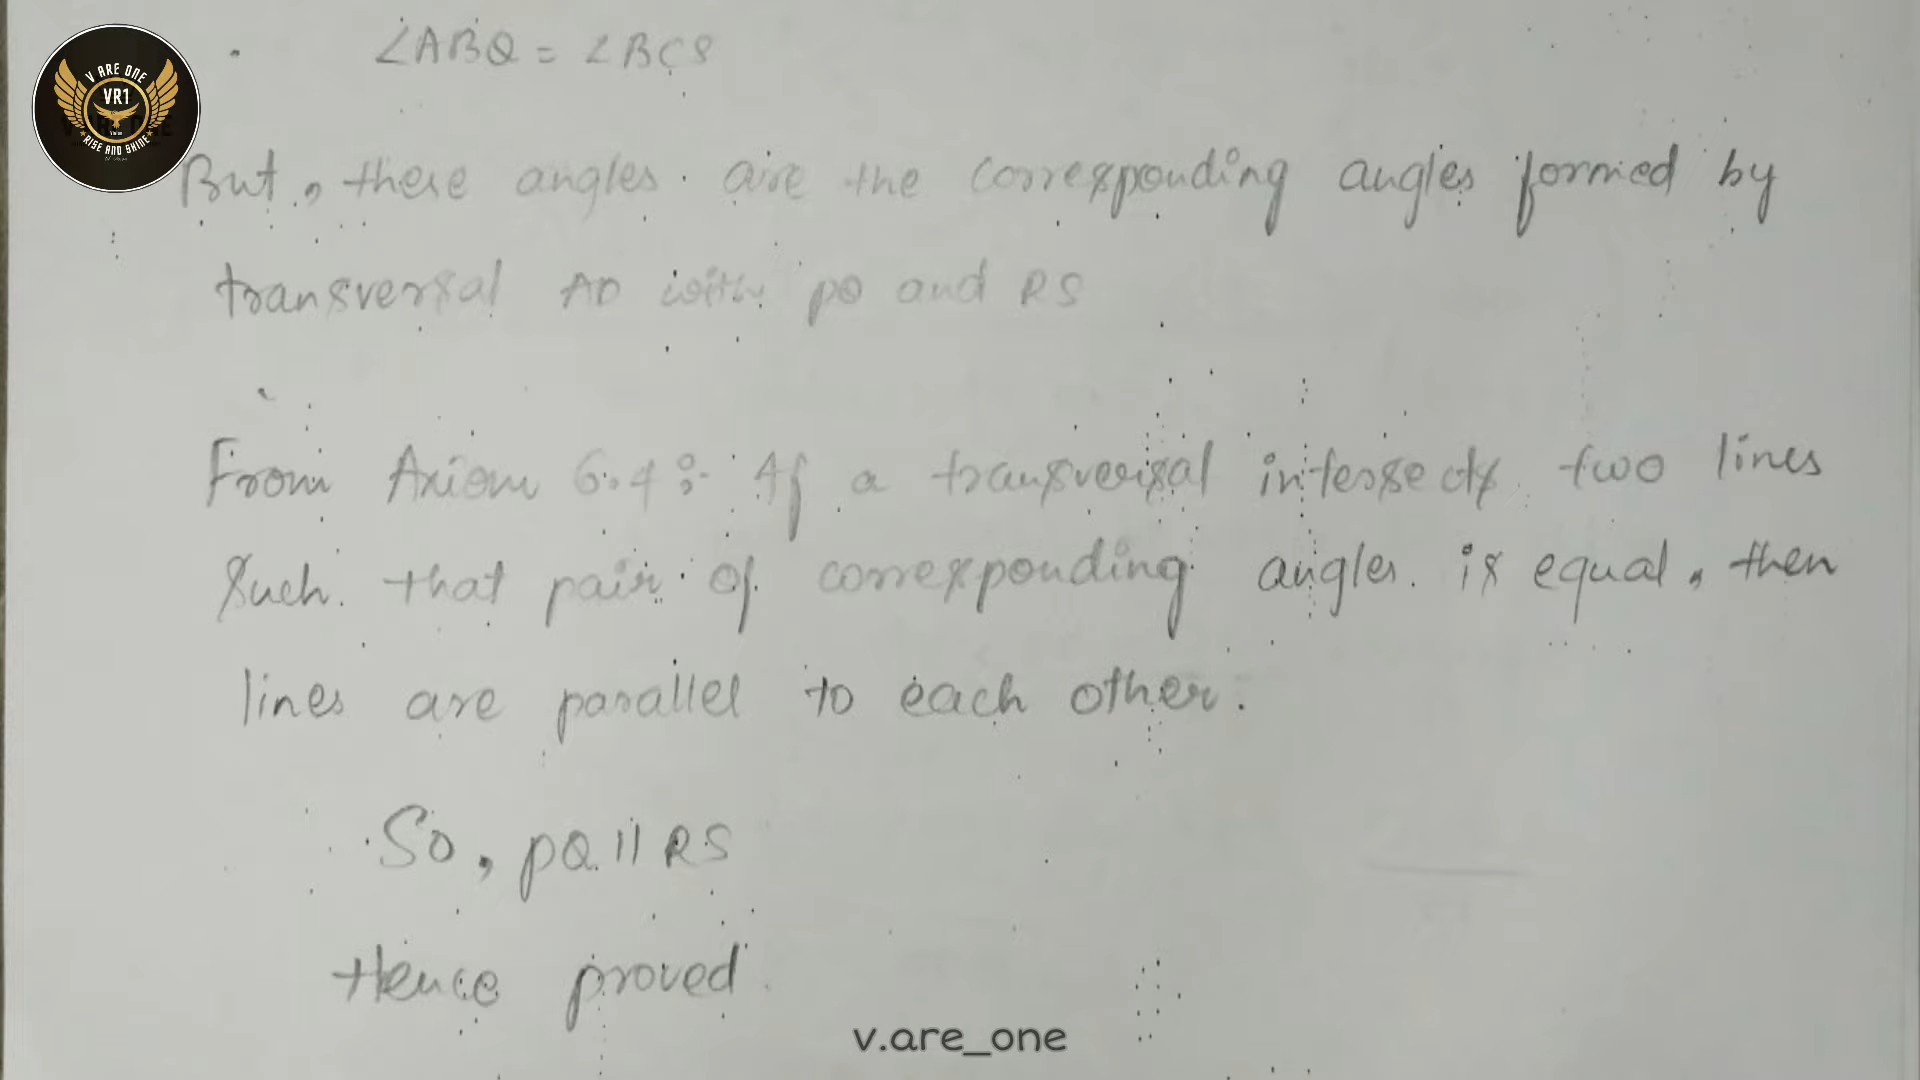 ∠ABQ = ∠BCS
V ARE ONE
VR1
RISE AND SHINE
But, these angles are the corresponding angles formed by
transversal AD with PQ and RS
From Axiom 6.4:- If a transversal intersects two lines
such that pair of corresponding angles is equal, then
lines are parallel to each other.
So, PQ || RS
Hence proved
v.are_one